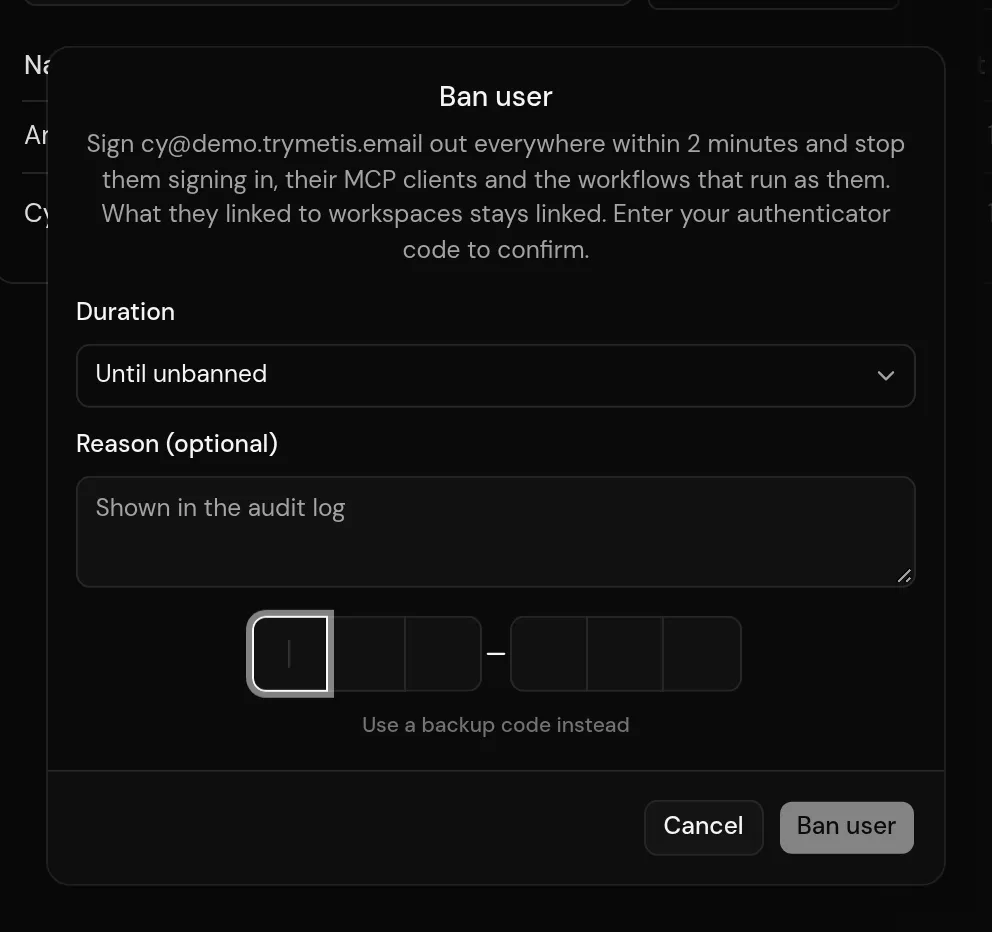 Ban user
Sign cy@demo.trymetis.email out everywhere within 2 minutes and stop
them signing in, their MCP clients and the workflows that run as them.
What they linked to workspaces stays linked. Enter your authenticator
code to confirm.
Duration
Until unbanned
Reason (optional)
Shown in the audit log
Use a backup code instead
Cancel
Ban user